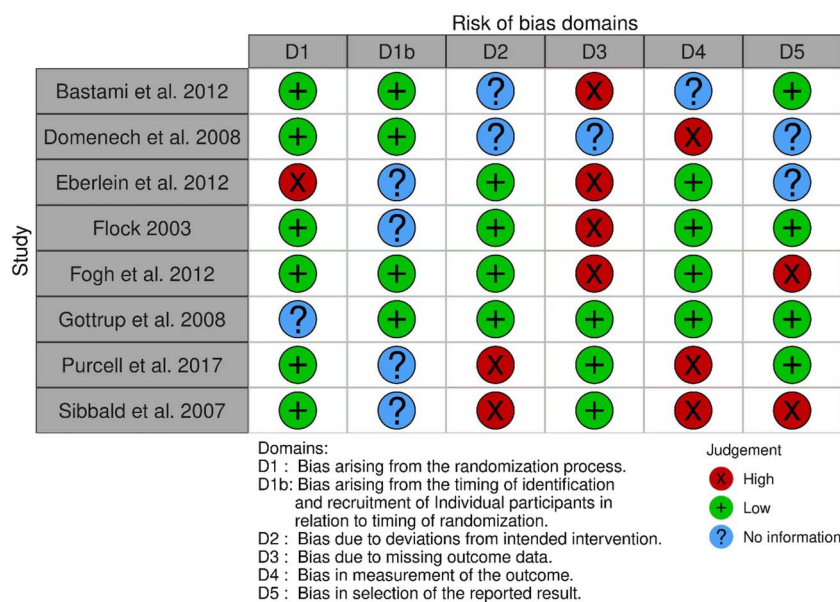 Risk of bias domains
D1 D1b D2 D3 D4 D5
Study
Bastami et al. 2012 + + ? X ? +
Domenech et al. 2008 + + ? ? X ?
Eberlein et al. 2012 X ? + X + ?
Flock 2003 + ? + X + +
Fogh et al. 2012 + + + X + X
Gottrup et al. 2008 ? + + + + +
Purcell et al. 2017 + ? X + X +
Sibbald et al. 2007 + ? X + X X
Domains:
D1 : Bias arising from the randomization process.
D1b: Bias arising from the timing of identification
and recruitment of Individual participants in
relation to timing of randomization.
D2 : Bias due to deviations from intended intervention.
D3 : Bias due to missing outcome data.
D4 : Bias in measurement of the outcome.
D5 : Bias in selection of the reported result.
Judgement
X High
+ Low
? No information